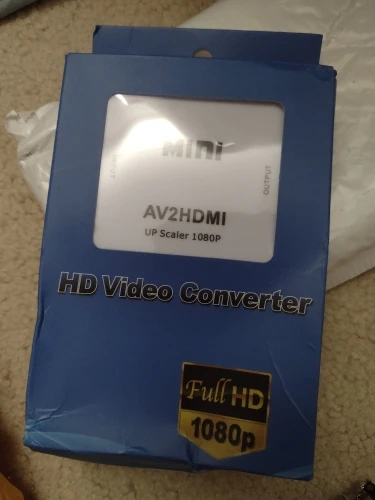 MINI
AV2HDMI
UP Scaler 1080P
OUTPUT
HD Video Converter
Full HD
1080p